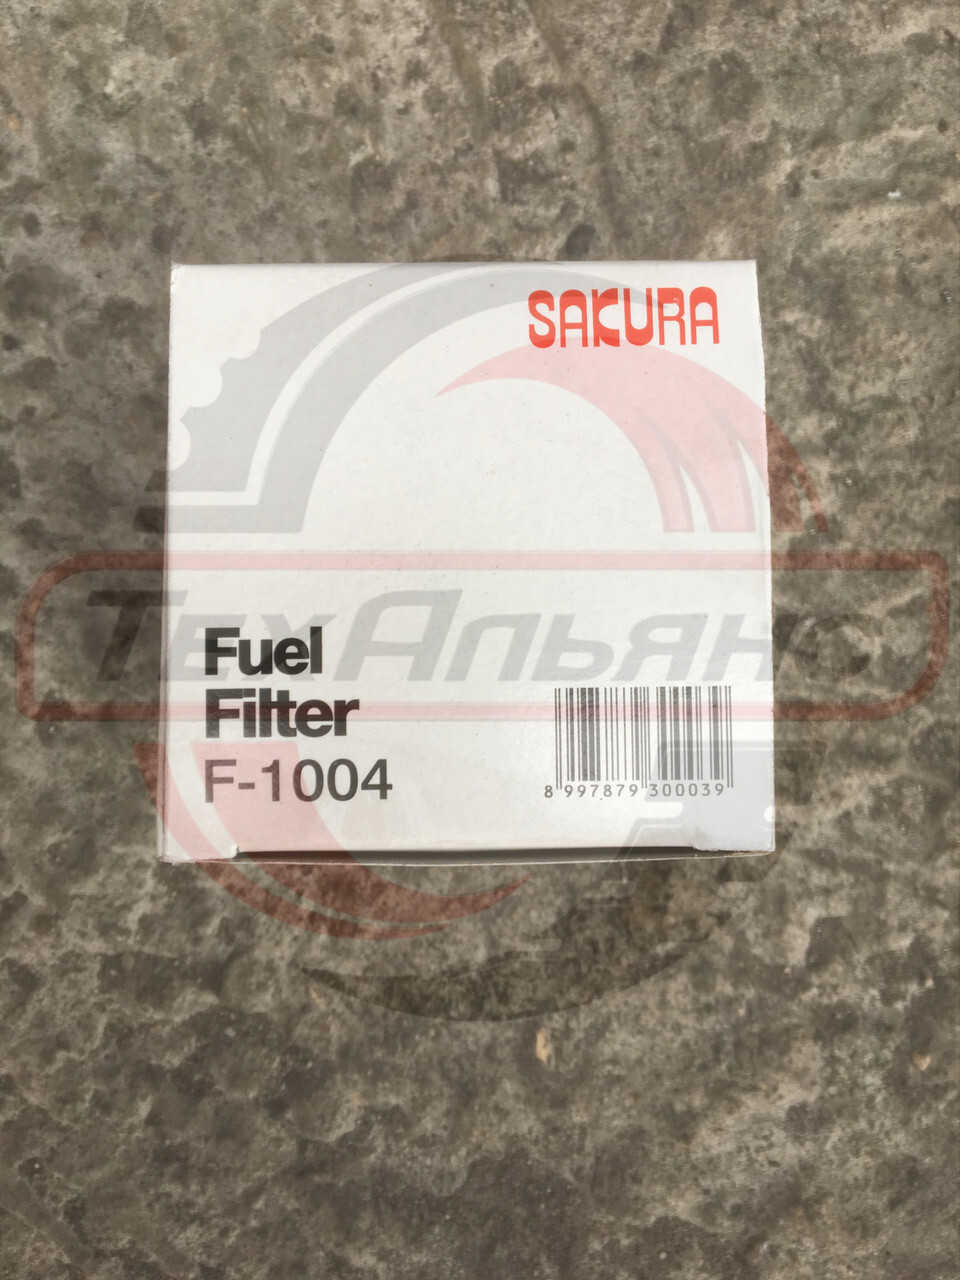 SAKURA
ТехАльянс
Fuel
Filter
F-1004
8 997879 300039